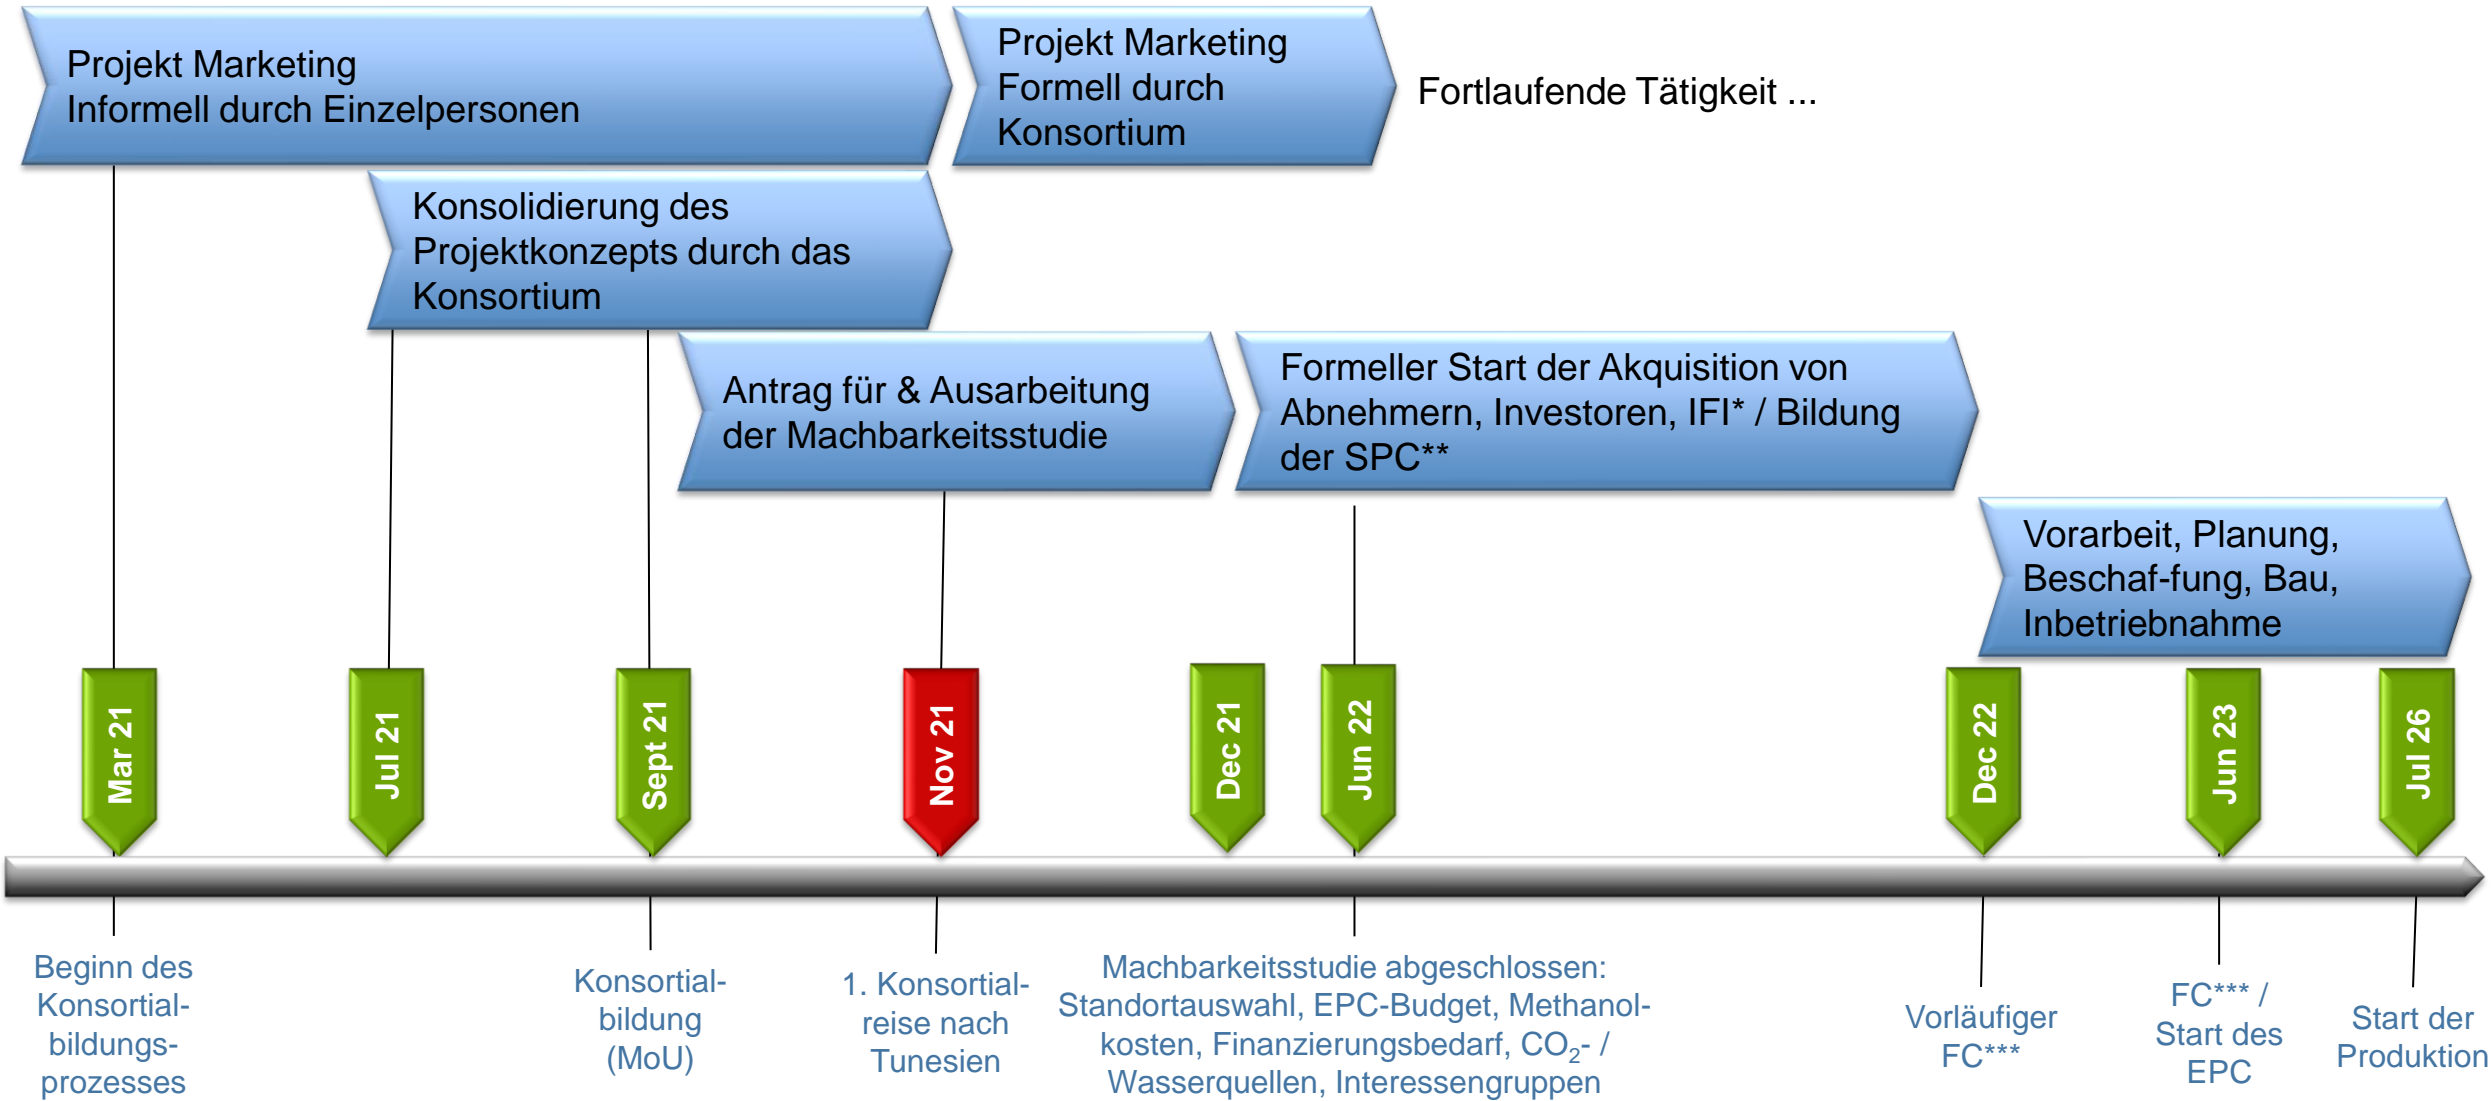 Projekt Marketing
Informell durch Einzelpersonen
Projekt Marketing
Formell durch
Konsortium
Fortlaufende Tätigkeit ...
Konsolidierung des
Projektkonzepts durch das
Konsortium
Antrag für & Ausarbeitung
der Machbarkeitsstudie
Formeller Start der Akquisition von
Abnehmern, Investoren, IFI* / Bildung
der SPC**
Vorarbeit, Planung,
Beschaf-fung, Bau,
Inbetriebnahme
Mar 21
Jul 21
Sept 21
Nov 21
Dec 21
Jun 22
Dec 22
Jun 23
Jul 26
Beginn des
Konsortial-
bildungs-
prozesses
Konsortial-
bildung
(MoU)
1. Konsortial-
reise nach
Tunesien
Machbarkeitsstudie abgeschlossen:
Standortauswahl, EPC-Budget, Methanol-
kosten, Finanzierungsbedarf, CO₂- /
Wasserquellen, Interessengruppen
Vorläufiger
FC***
FC*** /
Start des
EPC
Start der
Produktion